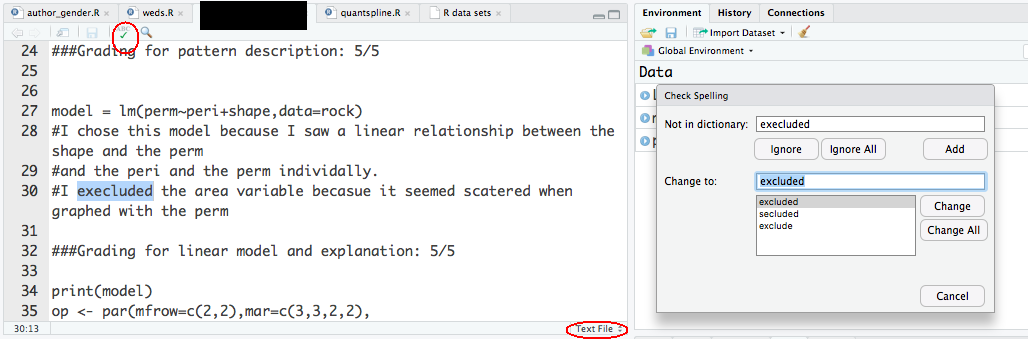 author_gender.R
weds.R
quantspline.R
R data sets
ABC
24 ###Grading for pattern description: 5/5
25
26
27 model = lm(perm~peri+shape,data=rock)
28 #I chose this model because I saw a linear relationship between the
shape and the perm
29 #and the peri and the perm individally.
30 #I execluded the area variable becasue it seemed scatered when
graphed with the perm
31
32 ###Grading for linear model and explanation: 5/5
33
34 print(model)
35 op <- par(mfrow=c(2,2),mar=c(3,3,2,2),
30:13
Text File
Environment History Connections
Import Dataset
Global Environment
Data
Check Spelling
Not in dictionary: execluded
Ignore Ignore All Add
Change to: excluded
excluded
secluded
exclude
Change
Change All
Cancel